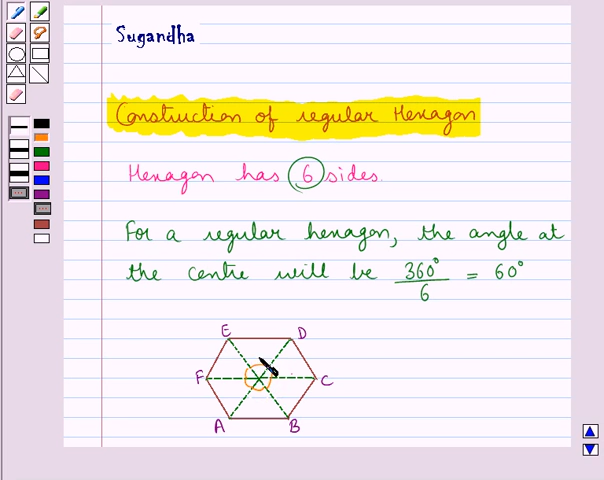 Sugandha
Construction of regular Hexagon
Hexagon has 6 sides.
For a regular hexagon, the angle at
the centre will be 360°/6 = 60°
E D
F C
A B